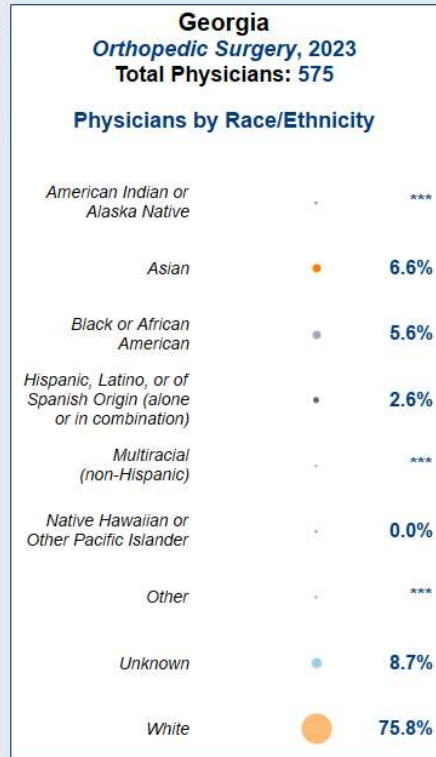 Georgia
Orthopedic Surgery, 2023
Total Physicians: 575
Physicians by Race/Ethnicity
American Indian or
Alaska Native
***
Asian
6.6%
Black or African
American
5.6%
Hispanic, Latino, or of
Spanish Origin (alone
or in combination)
2.6%
Multiracial
(non-Hispanic)
***
Native Hawaiian or
Other Pacific Islander
0.0%
Other
***
Unknown
8.7%
White
75.8%